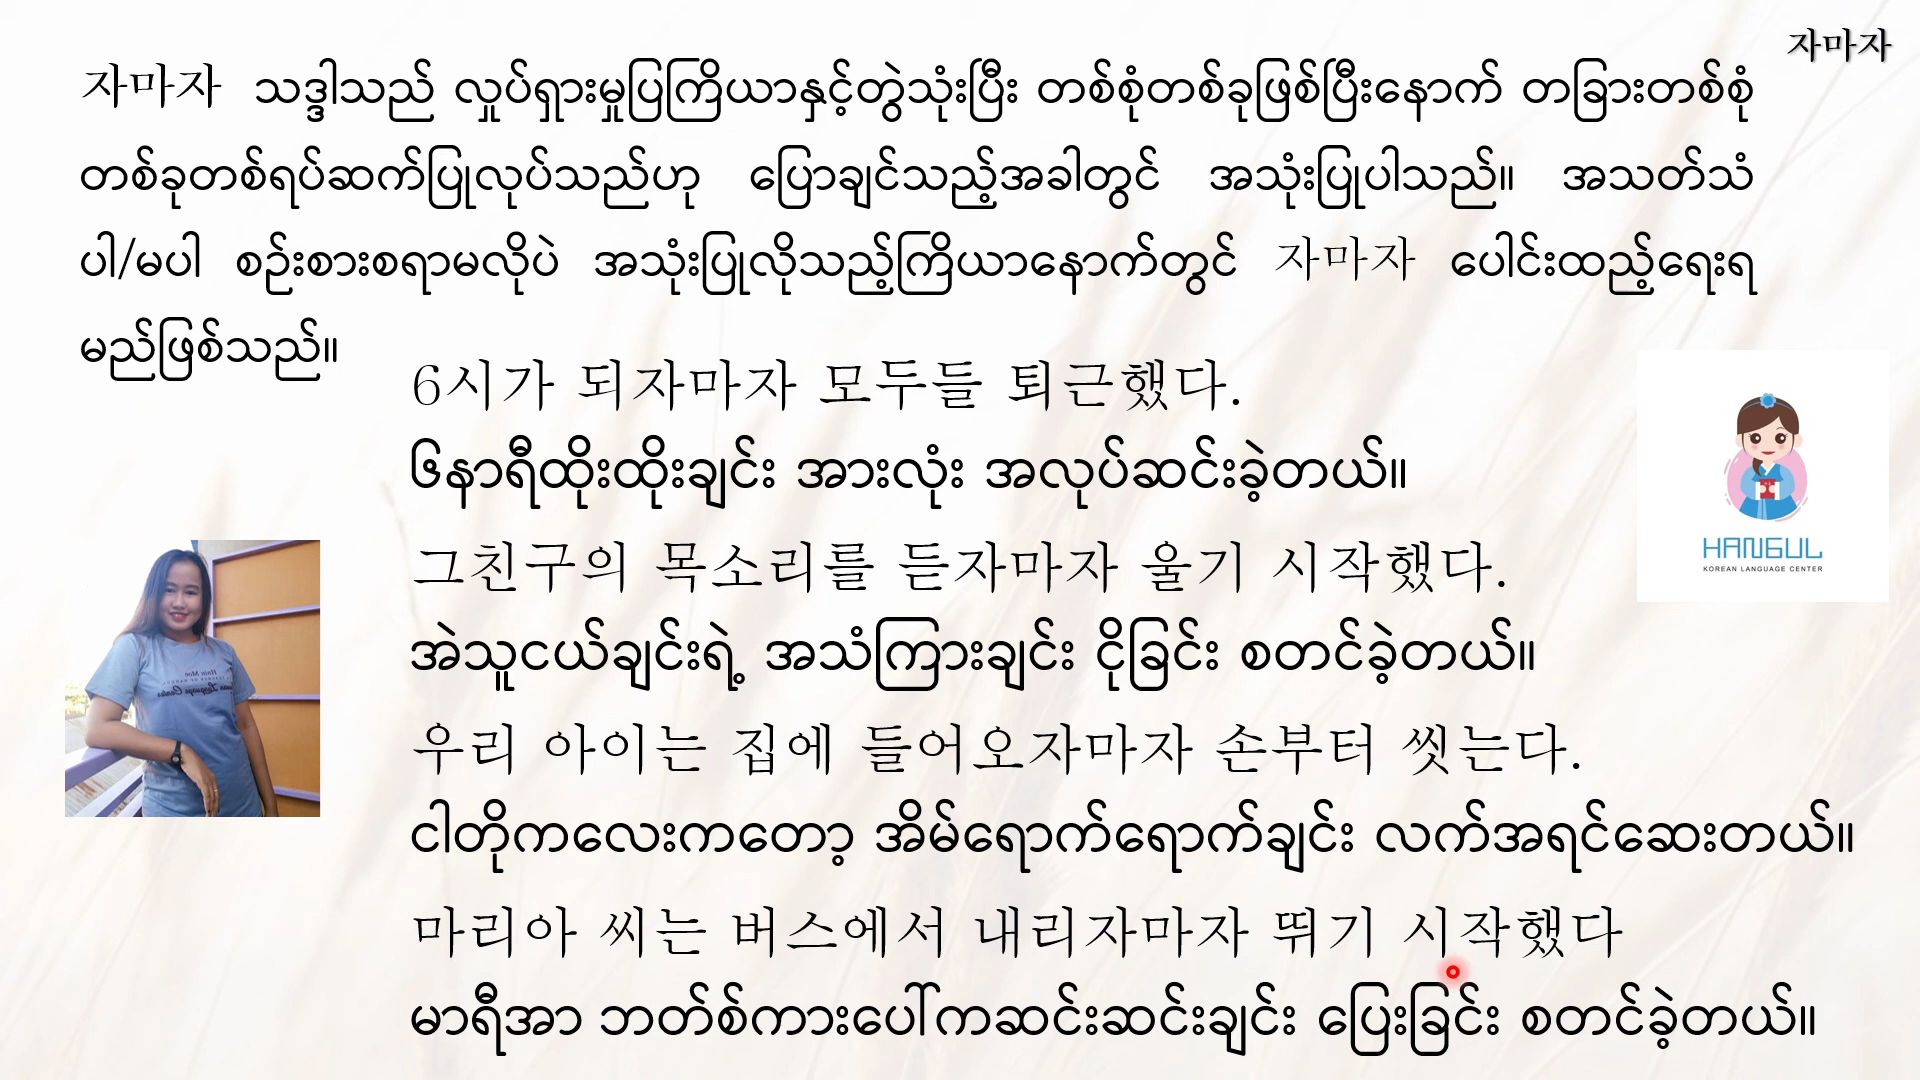 자마자
자마자 သဒ္ဒါသည် လှုပ်ရှားမှုပြကြိယာနှင့်တွဲသုံးပြီး တစ်စုံတစ်ခုဖြစ်ပြီးနောက် တခြားတစ်စုံ
တစ်ခုတစ်ရပ်ဆက်ပြုလုပ်သည်ဟု ပြောချင်သည့်အခါတွင် အသုံးပြုပါသည်။ အသတ်သံ
ပါ/မပါ စဉ်းစားစရာမလိုပဲ အသုံးပြုလိုသည့်ကြိယာနောက်တွင် 자마자 ပေါင်းထည့်ရေးရ
မည်ဖြစ်သည်။
6시가 되자마자 모두들 퇴근했다.
၆နာရီထိုးထိုးချင်း အားလုံး အလုပ်ဆင်းခဲ့တယ်။
그친구의 목소리를 듣자마자 울기 시작했다.
အဲသူငယ်ချင်းရဲ့ အသံကြားချင်း ငိုခြင်း စတင်ခဲ့တယ်။
우리 아이는 집에 들어오자마자 손부터 씻는다.
ငါတိုကလေးကတော့ အိမ်ရောက်ရောက်ချင်း လက်အရင်ဆေးတယ်။
마리아 씨는 버스에서 내리자마자 뛰기 시작했다
မာရီအာ ဘတ်စ်ကားပေါ်ကဆင်းဆင်းချင်း ပြေးခြင်း စတင်ခဲ့တယ်။
HANGUL
KOREAN LANGUAGE CENTER